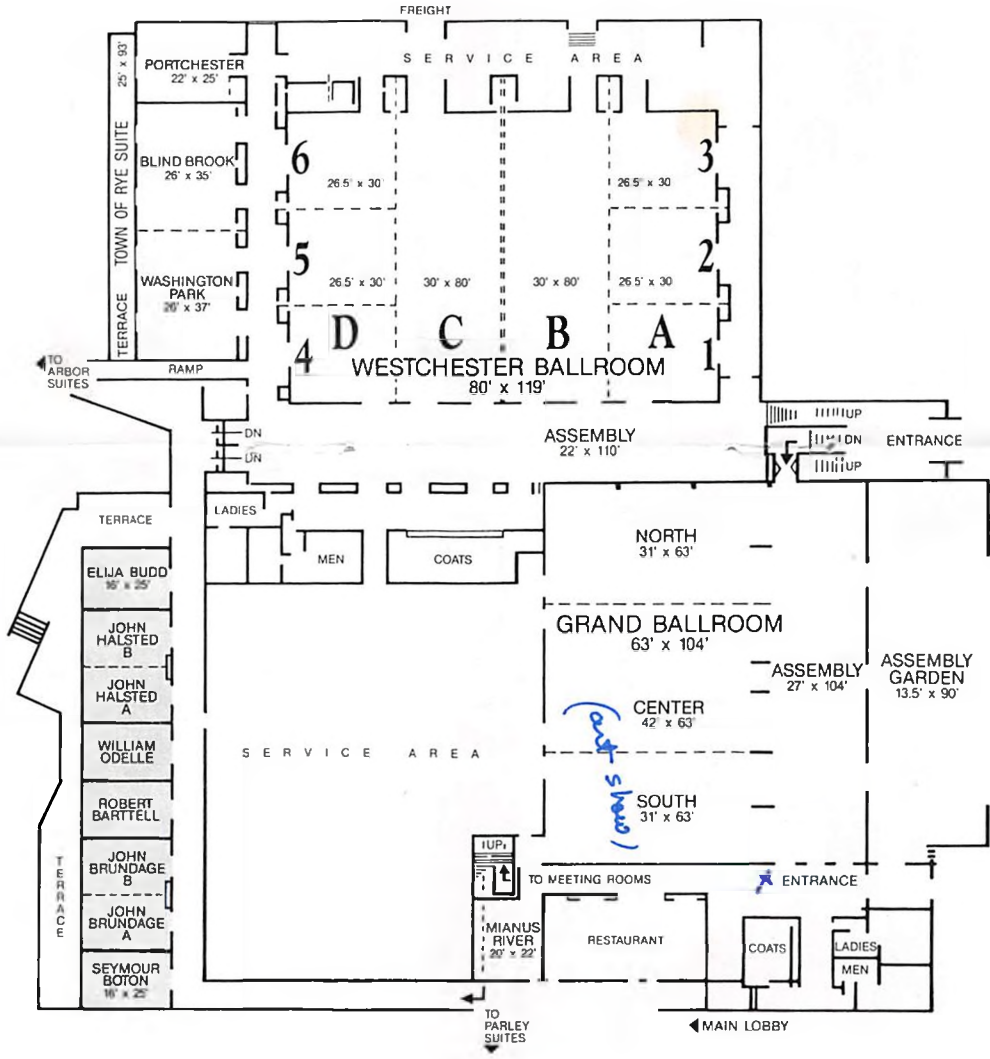 FREIGHT
SERVICE AREA
25' x 93'
PORTCHESTER
22' x 25'
TOWN OF RYE SUITE
TERRACE
BLIND BROOK
26' x 35'
WASHINGTON
PARK
26' x 37'
6
26.5' x 30
3
26.5' x 30
5
26.5' x 30'
30' x 80'
30' x 80'
26.5' x 30
2
D
C
B
A
4
1
WESTCHESTER BALLROOM
80' x 119'
TO
ARBOR
SUITES
RAMP
DN
DN
ASSEMBLY
22' x 110'
UP
DN
UP
ENTRANCE
TERRACE
LADIES
MEN
COATS
NORTH
31' x 63'
ELIJA BUDD
16' x 25'
JOHN
HALSTED
B
JOHN
HALSTED
A
WILLIAM
ODELLE
ROBERT
BARTTELL
JOHN
BRUNDAGE
B
JOHN
BRUNDAGE
A
SEYMOUR
BOTON
16' x 25'
TERRACE
GRAND BALLROOM
63' x 104'
ASSEMBLY
27' x 104'
ASSEMBLY
GARDEN
13.5' x 90'
CENTER
42' x 63'
(art show)
SERVICE AREA
SOUTH
31' x 63'
UP
TO MEETING ROOMS
ENTRANCE
MIANUS
RIVER
20' x 22'
RESTAURANT
COATS
LADIES
MEN
TO
PARLEY
SUITES
MAIN LOBBY